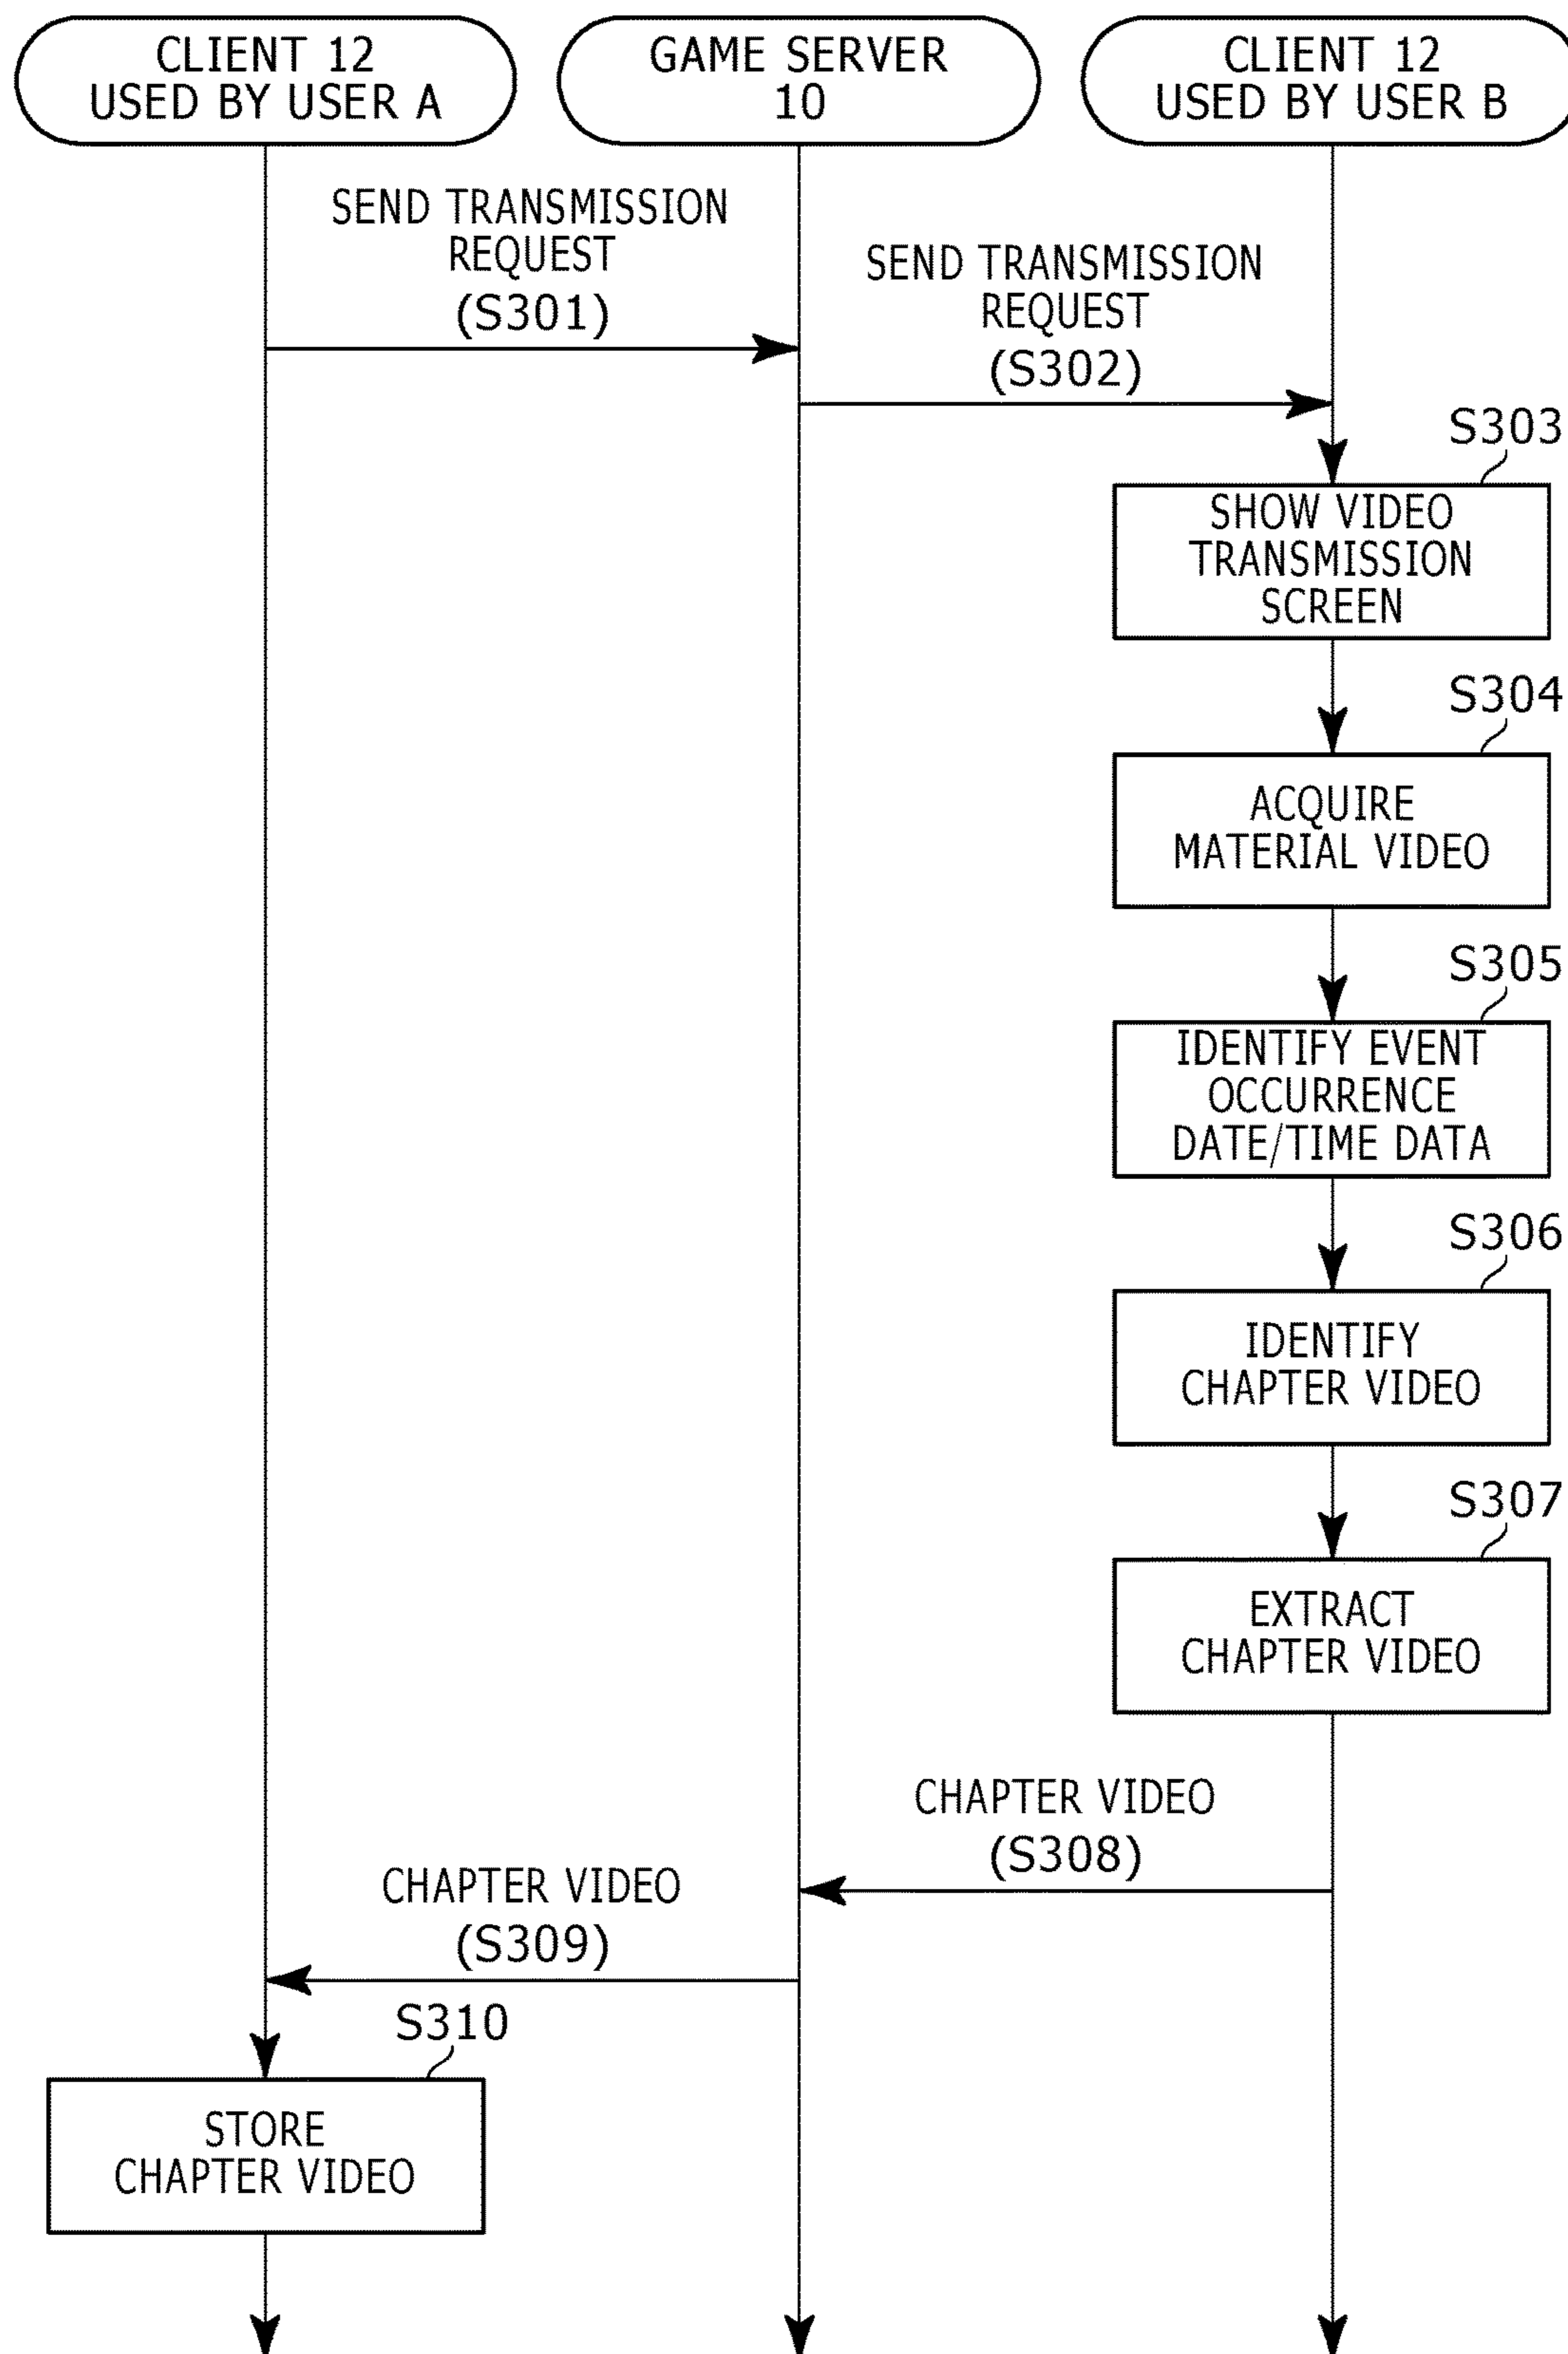 CLIENT 12
USED BY USER A
GAME SERVER
10
CLIENT 12
USED BY USER B
SEND TRANSMISSION
REQUEST
(S301)
SEND TRANSMISSION
REQUEST
(S302)
S303
SHOW VIDEO
TRANSMISSION
SCREEN
S304
ACQUIRE
MATERIAL VIDEO
S305
IDENTIFY EVENT
OCCURRENCE
DATE/TIME DATA
S306
IDENTIFY
CHAPTER VIDEO
S307
EXTRACT
CHAPTER VIDEO
CHAPTER VIDEO
(S308)
CHAPTER VIDEO
(S309)
S310
STORE
CHAPTER VIDEO